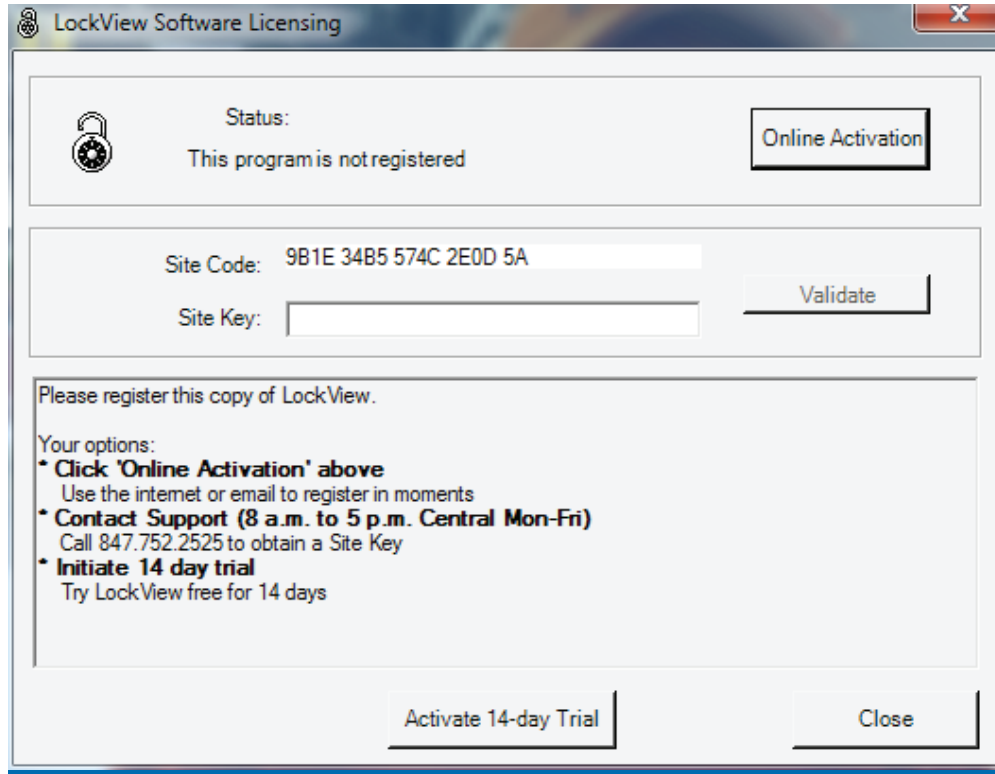 LockView Software Licensing
Status:
This program is not registered
Online Activation
Site Code: 9B1E 34B5 574C 2E0D 5A
Site Key:
Validate
Please register this copy of LockView.
Your options:
* Click 'Online Activation' above
Use the internet or email to register in moments
* Contact Support (8 a.m. to 5 p.m. Central Mon-Fri)
Call 847.752.2525 to obtain a Site Key
* Initiate 14 day trial
Try LockView free for 14 days
Activate 14-day Trial
Close